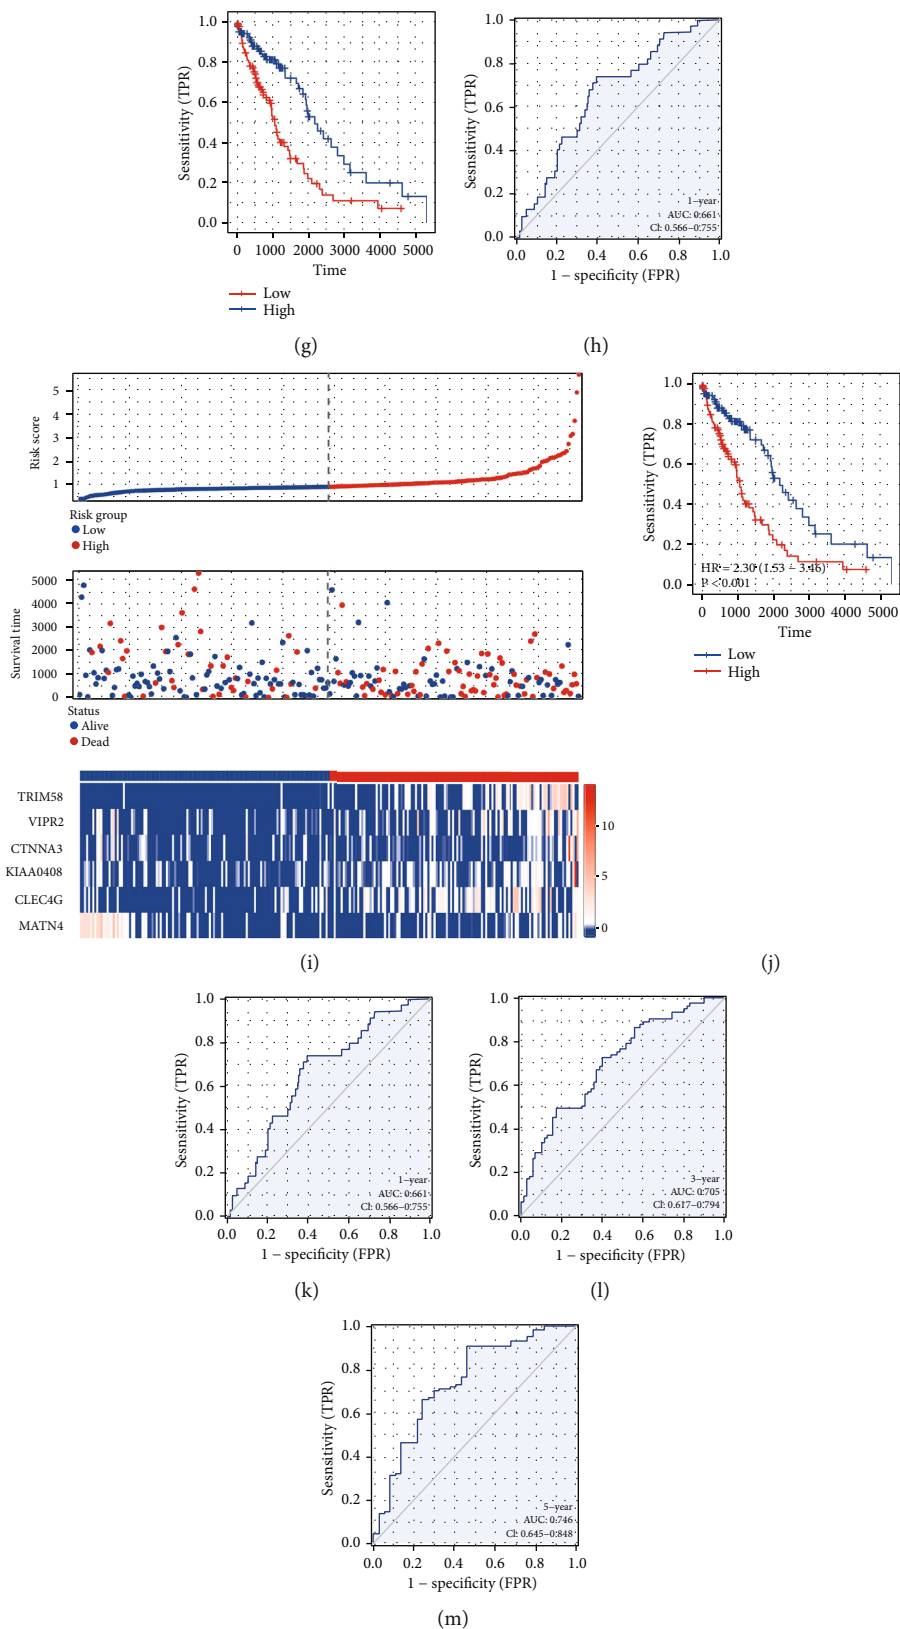 Sesnsitivity (TPR)
1.0
0.8
0.6
0.4
0.2
0.0
0 1000 2000 3000 4000 5000
Time
Low
High
(g)
Sesnsitivity (TPR)
1.0
0.8
0.6
0.4
0.2
0.0
1−year
AUC: 0.661
CI: 0.566−0.755
0.0 0.2 0.4 0.6 0.8 1.0
1 − specificity (FPR)
(h)
Risk score
5
4
3
2
1
Risk group
Low
High
Survival time
5000
4000
3000
2000
1000
0
Status
Alive
Dead
TRIM58
VIPR2
CTNNA3
KIAA0408
CLEC4G
MATN4
10
5
0
(i)
Sesnsitivity (TPR)
1.0
0.8
0.6
0.4
0.2
0.0
HR = 2.30 (1.53 − 3.46)
P < 0.001
0 1000 2000 3000 4000 5000
Time
Low
High
(j)
Sesnsitivity (TPR)
1.0
0.8
0.6
0.4
0.2
0.0
1−year
AUC: 0.661
CI: 0.566−0.755
0.0 0.2 0.4 0.6 0.8 1.0
1 − specificity (FPR)
(k)
Sesnsitivity (TPR)
1.0
0.8
0.6
0.4
0.2
0.0
3−year
AUC: 0.705
CI: 0.617−0.794
0.0 0.2 0.4 0.6 0.8 1.0
1 − specificity (FPR)
(l)
Sesnsitivity (TPR)
1.0
0.8
0.6
0.4
0.2
0.0
5−year
AUC: 0.746
CI: 0.645−0.848
0.0 0.2 0.4 0.6 0.8 1.0
1 − specificity (FPR)
(m)